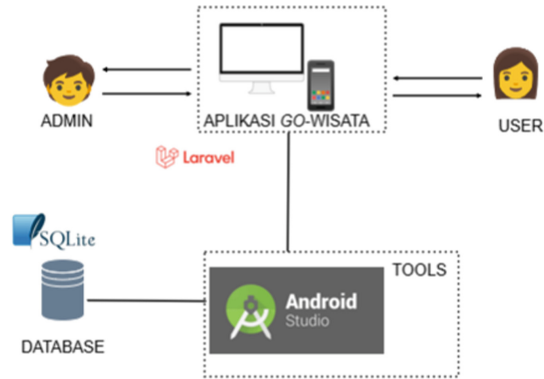 ADMIN
APLIKASI GO-WISATA
USER
Laravel
SQLite
DATABASE
TOOLS
Android
Studio